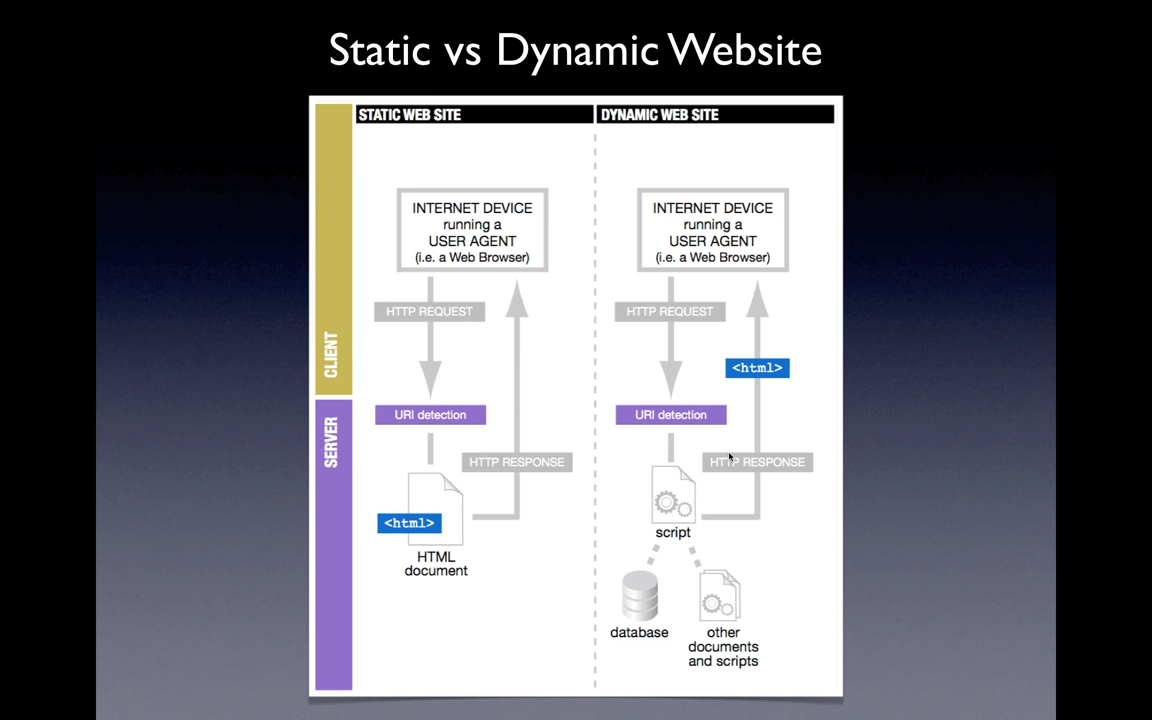 Static vs Dynamic Website
STATIC WEB SITE
DYNAMIC WEB SITE
CLIENT
SERVER
INTERNET DEVICE
running a
USER AGENT
(i.e. a Web Browser)
HTTP REQUEST
URI detection
HTTP RESPONSE
<html>
HTML
document
INTERNET DEVICE
running a
USER AGENT
(i.e. a Web Browser)
HTTP REQUEST
<html>
URI detection
HTTP RESPONSE
script
database
other
documents
and scripts